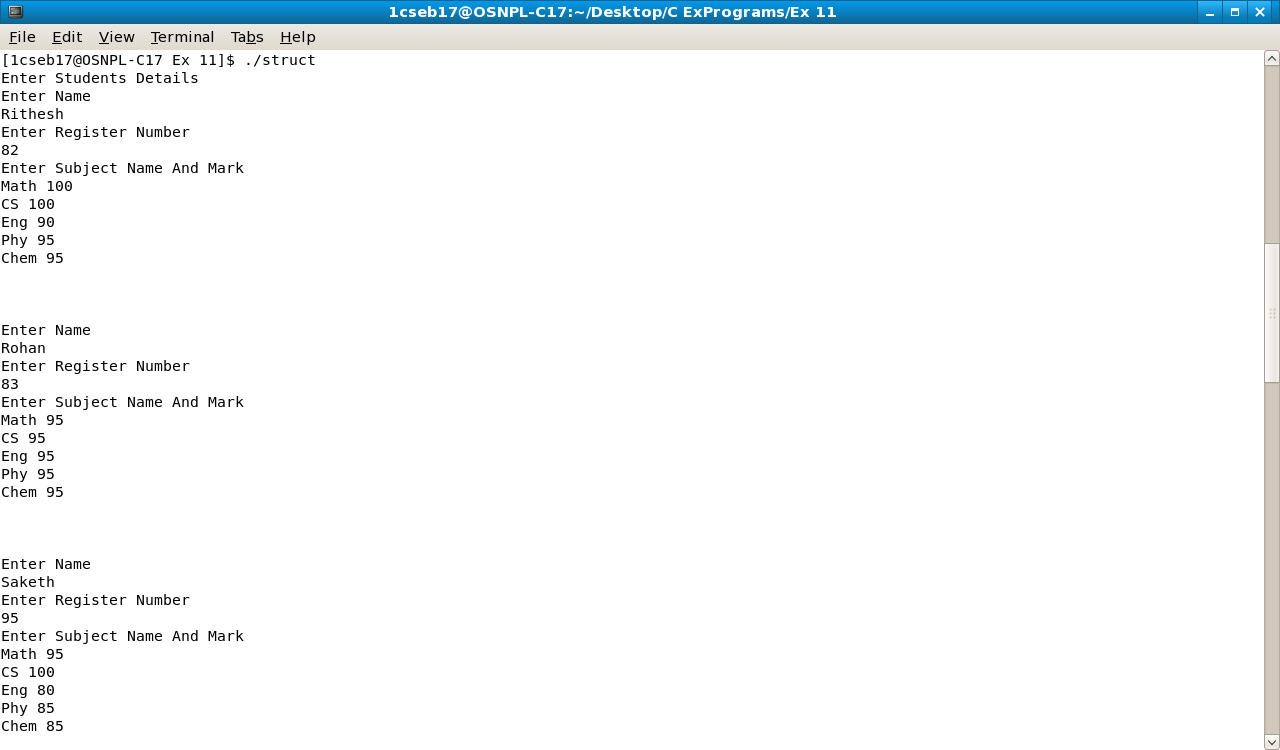 1cseb17@OSNPL-C17:~/Desktop/C ExPrograms/Ex 11
File Edit View Terminal Tabs Help
[1cseb17@OSNPL-C17 Ex 11]$ ./struct
Enter Students Details
Enter Name
Rithesh
Enter Register Number
82
Enter Subject Name And Mark
Math 100
CS 100
Eng 90
Phy 95
Chem 95
Enter Name
Rohan
Enter Register Number
83
Enter Subject Name And Mark
Math 95
CS 95
Eng 95
Phy 95
Chem 95
Enter Name
Saketh
Enter Register Number
95
Enter Subject Name And Mark
Math 95
CS 100
Eng 80
Phy 85
Chem 85